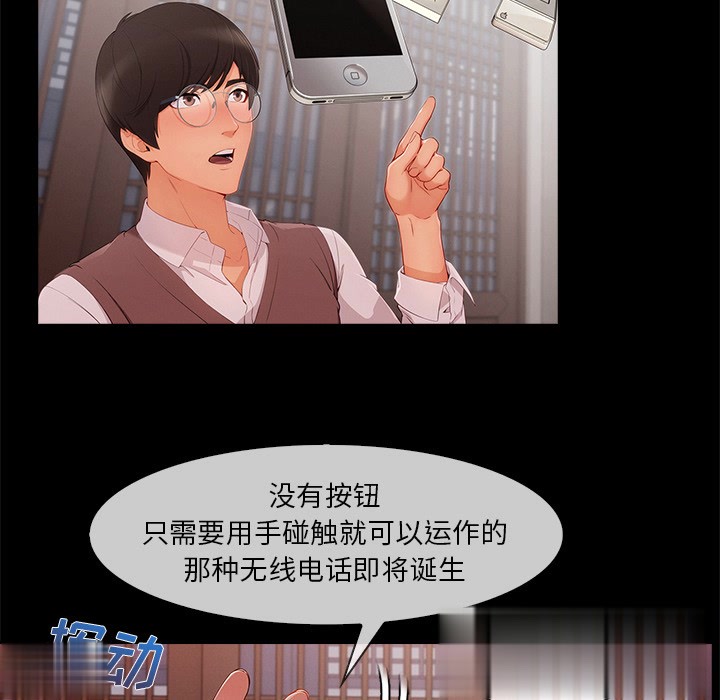 没有按钮
只需要用手碰触就可以运作的
那种无线电话即将诞生